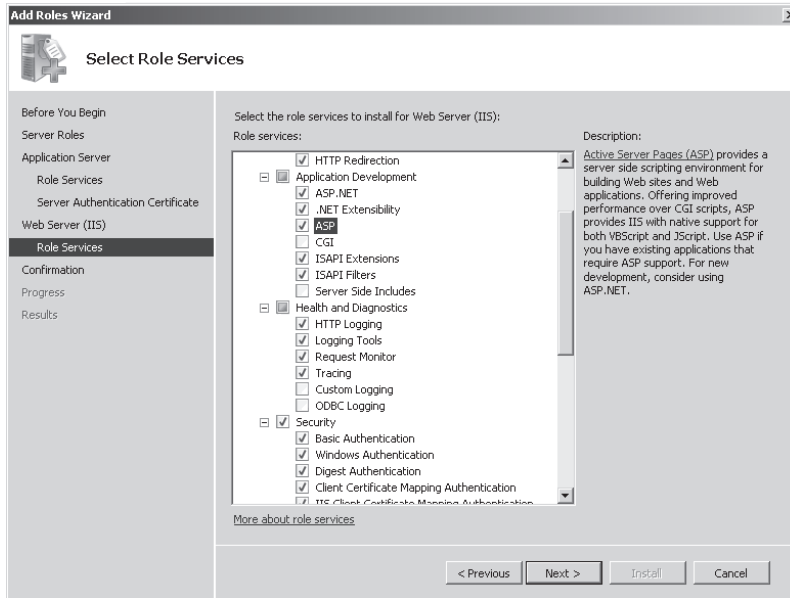 Add Roles Wizard
Select Role Services
Before You Begin
Server Roles
Application Server
Role Services
Server Authentication Certificate
Web Server (IIS)
Role Services
Confirmation
Progress
Results
Select the role services to install for Web Server (IIS):
Role services:
HTTP Redirection
Application Development
ASP.NET
.NET Extensibility
ASP
CGI
ISAPI Extensions
ISAPI Filters
Server Side Includes
Health and Diagnostics
HTTP Logging
Logging Tools
Request Monitor
Tracing
Custom Logging
ODBC Logging
Security
Basic Authentication
Windows Authentication
Digest Authentication
Client Certificate Mapping Authentication
IIS Client Certificate Mapping Authentication
More about role services
Description:
Active Server Pages (ASP) provides a
server side scripting environment for
building Web sites and Web
applications. Offering improved
performance over CGI scripts, ASP
provides IIS with native support for
both VBScript and JScript. Use ASP if
you have existing applications that
require ASP support. For new
development, consider using
ASP.NET.
< Previous
Next >
Install
Cancel